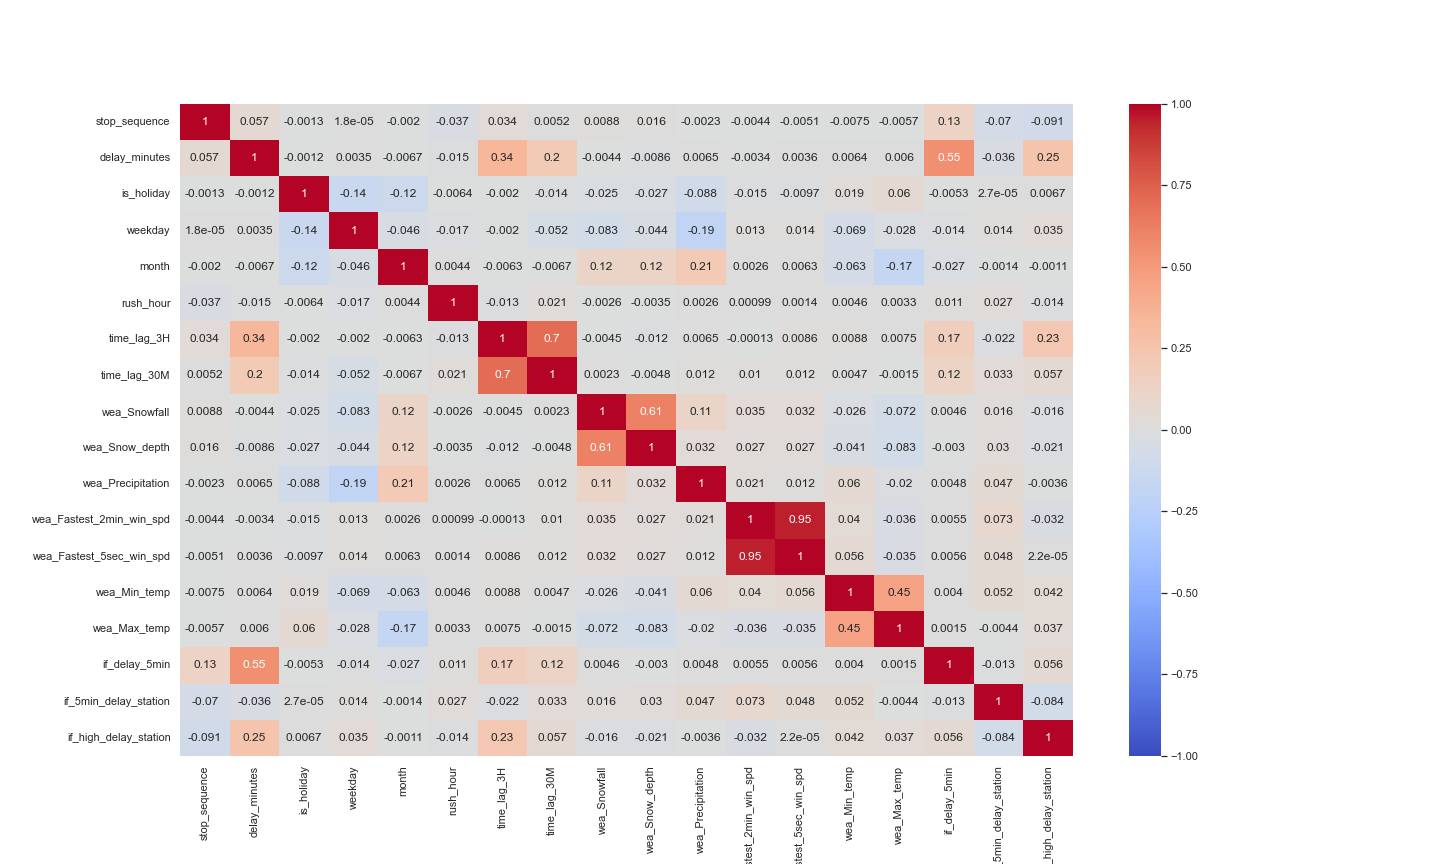 stop_sequence 1 0.057 -0.0013 1.8e-05 -0.002 -0.037 0.034 0.0052 0.0088 0.016 -0.0023 -0.0044 -0.0051 -0.0075 -0.0057 0.13 -0.07 -0.091
delay_minutes 0.057 1 -0.0012 0.0035 -0.0067 -0.015 0.34 0.2 -0.0044 -0.0086 0.0065 -0.0034 0.0036 0.0064 0.006 0.55 -0.036 0.25
is_holiday -0.0013 -0.0012 1 -0.14 -0.12 -0.0064 -0.002 -0.014 -0.025 -0.027 -0.088 -0.015 -0.0097 0.019 0.06 -0.0053 2.7e-05 0.0067
weekday 1.8e-05 0.0035 -0.14 1 -0.046 -0.017 -0.002 -0.052 -0.083 -0.044 -0.19 0.013 0.014 -0.069 -0.028 -0.014 0.014 0.035
month -0.002 -0.0067 -0.12 -0.046 1 0.0044 -0.0063 -0.0067 0.12 0.12 0.21 0.0026 0.0063 -0.063 -0.17 -0.027 -0.0014 -0.0011
rush_hour -0.037 -0.015 -0.0064 -0.017 0.0044 1 -0.013 0.021 -0.0026 -0.0035 0.0026 0.00099 0.0014 0.0046 0.0033 0.011 0.027 -0.014
time_lag_3H 0.034 0.34 -0.002 -0.002 -0.0063 -0.013 1 0.7 -0.0045 -0.012 0.0065 -0.00013 0.0086 0.0088 0.0075 0.17 -0.022 0.23
time_lag_30M 0.0052 0.2 -0.014 -0.052 -0.0067 0.021 0.7 1 0.0023 -0.0048 0.012 0.01 0.012 0.0047 -0.0015 0.12 0.033 0.057
wea_Snowfall 0.0088 -0.0044 -0.025 -0.083 0.12 -0.0026 -0.0045 0.0023 1 0.61 0.11 0.035 0.032 -0.026 -0.072 0.0046 0.016 -0.016
wea_Snow_depth 0.016 -0.0086 -0.027 -0.044 0.12 -0.0035 -0.012 -0.0048 0.61 1 0.032 0.027 0.027 -0.041 -0.083 -0.003 0.03 -0.021
wea_Precipitation -0.0023 0.0065 -0.088 -0.19 0.21 0.0026 0.0065 0.012 0.11 0.032 1 0.021 0.012 0.06 -0.02 0.0048 0.047 -0.0036
wea_Fastest_2min_win_spd -0.0044 -0.0034 -0.015 0.013 0.0026 0.00099 -0.00013 0.01 0.035 0.027 0.021 1 0.95 0.04 -0.036 0.0055 0.073 -0.032
wea_Fastest_5sec_win_spd -0.0051 0.0036 -0.0097 0.014 0.0063 0.0014 0.0086 0.012 0.032 0.027 0.012 0.95 1 0.056 -0.035 0.0056 0.048 2.2e-05
wea_Min_temp -0.0075 0.0064 0.019 -0.069 -0.063 0.0046 0.0088 0.0047 -0.026 -0.041 0.06 0.04 0.056 1 0.45 0.004 0.052 0.042
wea_Max_temp -0.0057 0.006 0.06 -0.028 -0.17 0.0033 0.0075 -0.0015 -0.072 -0.083 -0.02 -0.036 -0.035 0.45 1 0.0015 -0.0044 0.037
if_delay_5min 0.13 0.55 -0.0053 -0.014 -0.027 0.011 0.17 0.12 0.0046 -0.003 0.0048 0.0055 0.0056 0.004 0.0015 1 -0.013 0.056
if_5min_delay_station -0.07 -0.036 2.7e-05 0.014 -0.0014 0.027 -0.022 0.033 0.016 0.03 0.047 0.073 0.048 0.052 -0.0044 -0.013 1 -0.084
if_high_delay_station -0.091 0.25 0.0067 0.035 -0.0011 -0.014 0.23 0.057 -0.016 -0.021 -0.0036 -0.032 2.2e-05 0.042 0.037 0.056 -0.084 1
stop_sequence
delay_minutes
is_holiday
weekday
month
rush_hour
time_lag_3H
time_lag_30M
wea_Snowfall
wea_Snow_depth
wea_Precipitation
stest_2min_win_spd
stest_5sec_win_spd
wea_Min_temp
wea_Max_temp
if_delay_5min
_5min_delay_station
_high_delay_station
1.00
0.75
0.50
0.25
0.00
−0.25
−0.50
−0.75
−1.00